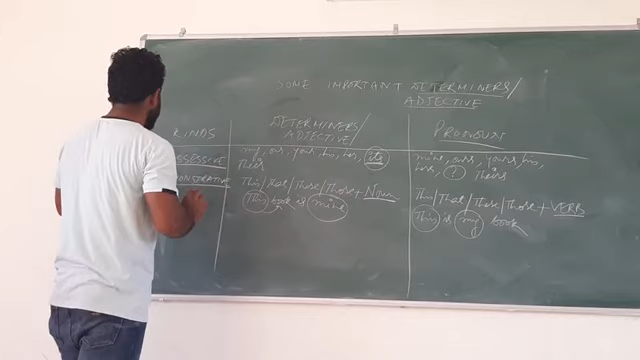 SOME IMPORTANT DETERMINERS/
ADJECTIVE
KINDS
DETERMINERS/
ADJECTIVE
PRONOUN
ESSESSIVE
my, our, your, his, her, its
Their
mine, ours, yours, his,
hers, ? Theirs
ONSTRATIVE
This/That/These/Those + Noun
This book is mine
This/That/These/Those + VERB
This is my book